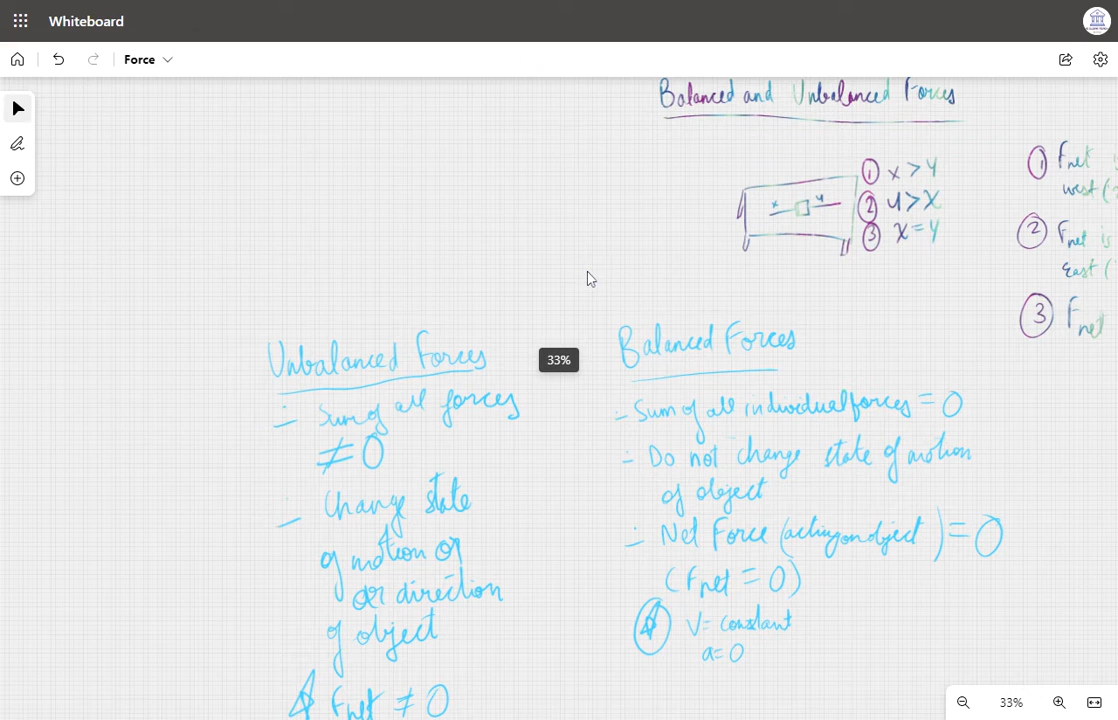 Whiteboard
Force
Balanced and Unbalanced Forces
x y
① x > y
② y > x
③ x = y
① Fnet
west (
② Fnet is
east (
③ Fnet
33%
Unbalanced Forces
- Sum of all forces
≠ 0
- Change state
of motion or
or direction
of object
Fnet ≠ 0
Balanced Forces
- Sum of all individual forces = 0
- Do not change state of motion
of object
- Net Force (acting on object) = 0
(Fnet = 0)
V = constant
a = 0
33%